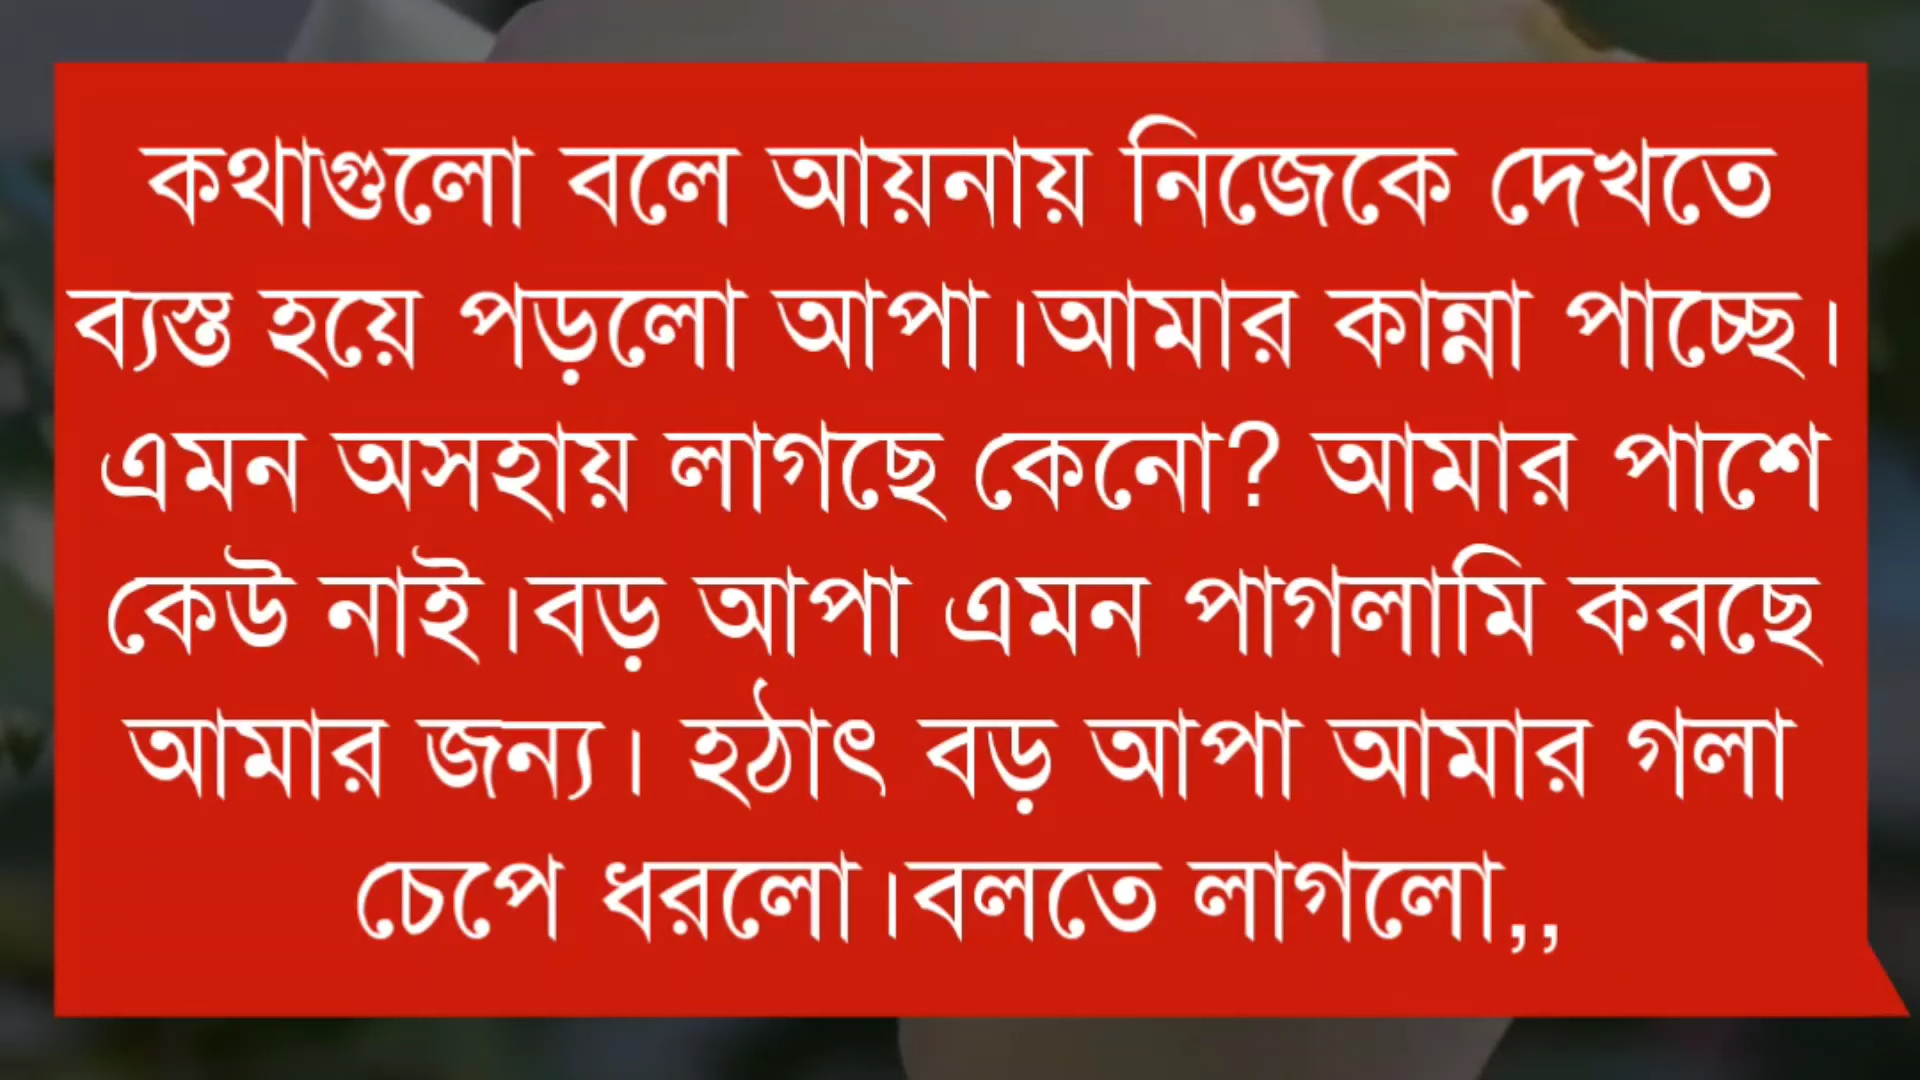 কথাগুলো বলে আয়নায় নিজেকে দেখতে
ব্যস্ত হয়ে পড়লো আপা।আমার কান্না পাচ্ছে।
এমন অসহায় লাগছে কেনো? আমার পাশে
কেউ নাই।বড় আপা এমন পাগলামি করছে
আমার জন্য। হঠাৎ বড় আপা আমার গলা
চেপে ধরলো।বলতে লাগলো,,